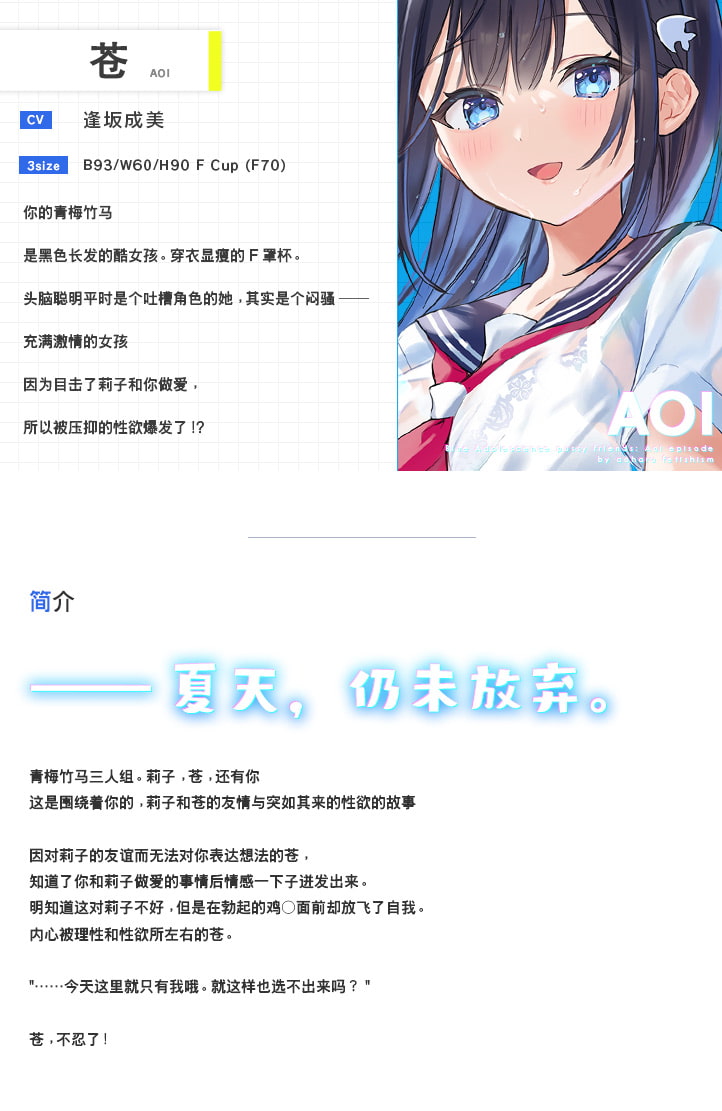 苍 AOI
CV 逢坂成美
3size B93/W60/H90 F Cup (F70)
你的青梅竹马
是黑色长发的酷女孩。穿衣显瘦的 F 罩杯。
头脑聪明平时是个吐槽角色的她，其实是个闷骚 ——
充满激情的女孩
因为目击了莉子和你做爱，
所以被压抑的性欲爆发了 !?
AOI
friends: Aoi episode
by fetishism
简介
—— 夏天，仍未放弃。
青梅竹马三人组。莉子，苍，还有你
这是围绕着你的，莉子和苍的友情与突如其来的性欲的故事
因对莉子的友谊而无法对你表达想法的苍，
知道了你和莉子做爱的事情后情感一下子迸发出来。
明知道这对莉子不好，但是在勃起的鸡○面前却放飞了自我。
内心被理性和性欲所左右的苍。
"……今天这里就只有我哦。就这样也选不出来吗？"
苍，不忍了!